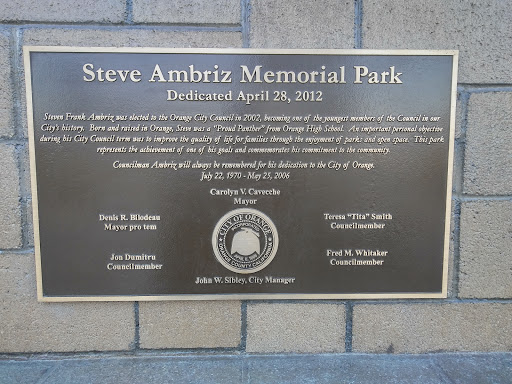 Steve Ambriz Memorial Park
Dedicated April 28, 2012
Steven Frank Ambriz was elected to the Orange City Council in 2002, becoming one of the youngest members of the Council in our
City's history. Born and raised in Orange, Steve was a "Proud Panther" from Orange High School. An important personal objective
during his City Council term was to improve the quality of life for families through the enjoyment of parks and open space. This park
represents the achievement of one of his goals and commemorates his commitment to the community.
Councilman Ambriz will always be remembered for his dedication to the City of Orange.
July 22, 1970 - May 25, 2006
Carolyn V. Cavecche
Mayor
Denis R. Bilodeau
Mayor pro tem
Teresa "Tita" Smith
Councilmember
CITY OF ORANGE
INCORPORATED
APRIL 6, 1888
ORANGE COUNTY CALIFORNIA
Jon Dumitru
Councilmember
Fred M. Whitaker
Councilmember
John W. Sibley, City Manager